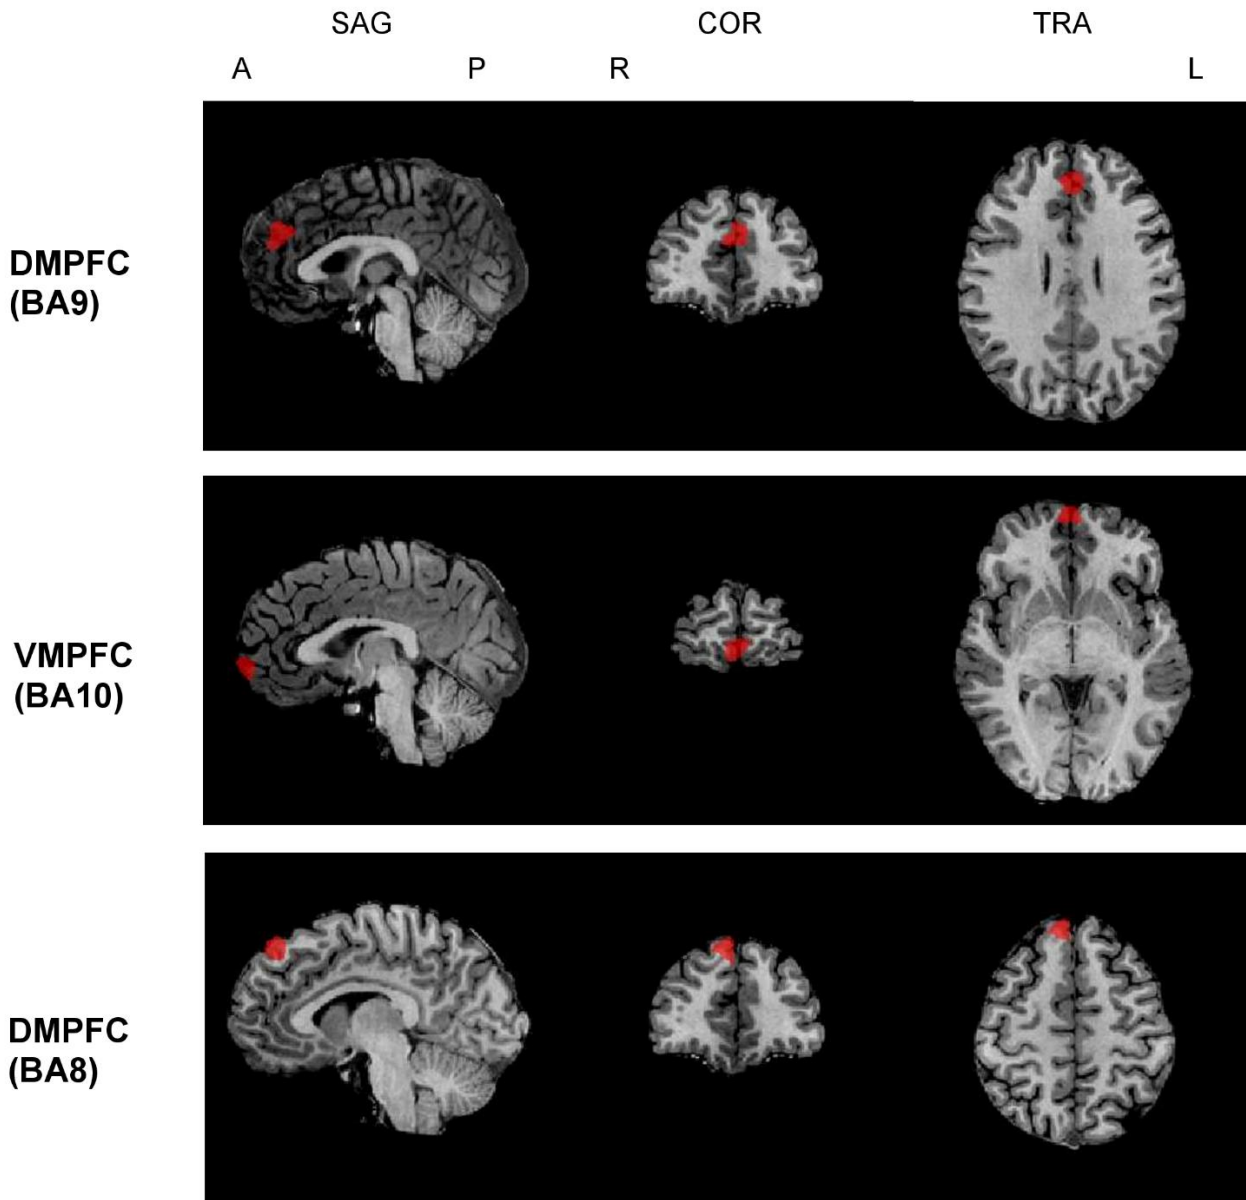 SAG COR TRA
A P R L
DMPFC
(BA9)
VMPFC
(BA10)
DMPFC
(BA8)